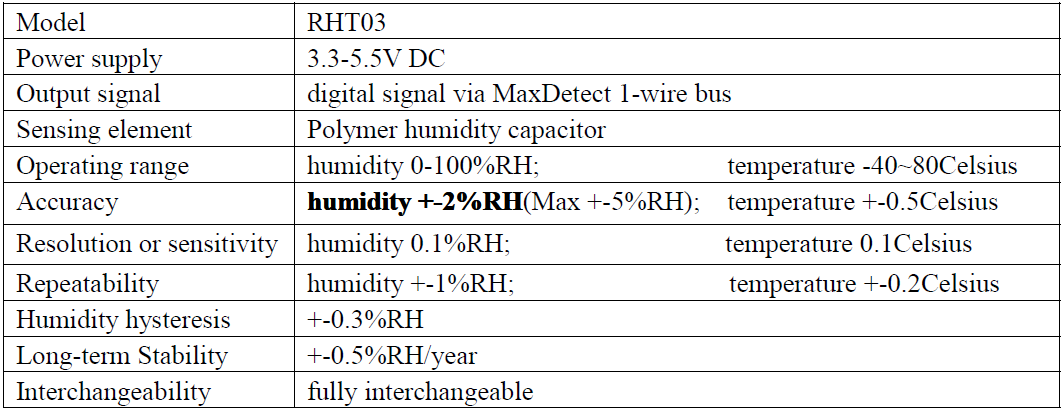 Model RHT03
Power supply 3.3-5.5V DC
Output signal digital signal via MaxDetect 1-wire bus
Sensing element Polymer humidity capacitor
Operating range humidity 0-100%RH; temperature -40~80Celsius
Accuracy humidity +-2%RH(Max +-5%RH); temperature +-0.5Celsius
Resolution or sensitivity humidity 0.1%RH; temperature 0.1Celsius
Repeatability humidity +-1%RH; temperature +-0.2Celsius
Humidity hysteresis +-0.3%RH
Long-term Stability +-0.5%RH/year
Interchangeability fully interchangeable